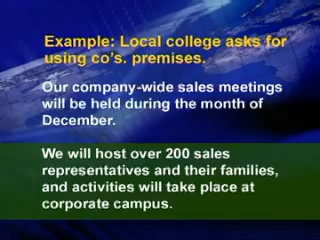 Example: Local college asks for
using co's. premises.
Our company-wide sales meetings
will be held during the month of
December.
We will host over 200 sales
representatives and their families,
and activities will take place at
corporate campus.